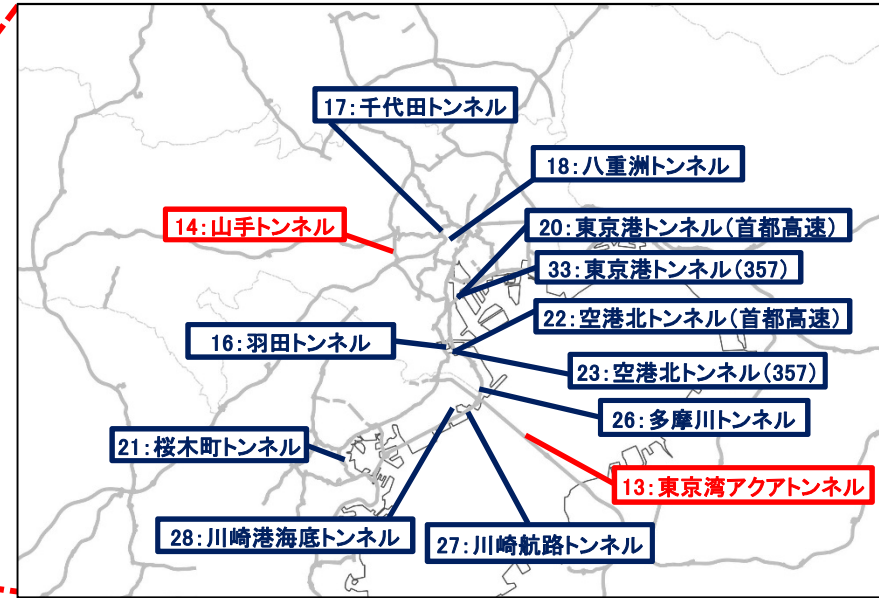 17:千代田トンネル
18:八重洲トンネル
14:山手トンネル
20:東京港トンネル(首都高速)
33:東京港トンネル(357)
22:空港北トンネル(首都高速)
16:羽田トンネル
23:空港北トンネル(357)
26:多摩川トンネル
21:桜木町トンネル
13:東京湾アクアトンネル
28:川崎港海底トンネル
27:川崎航路トンネル